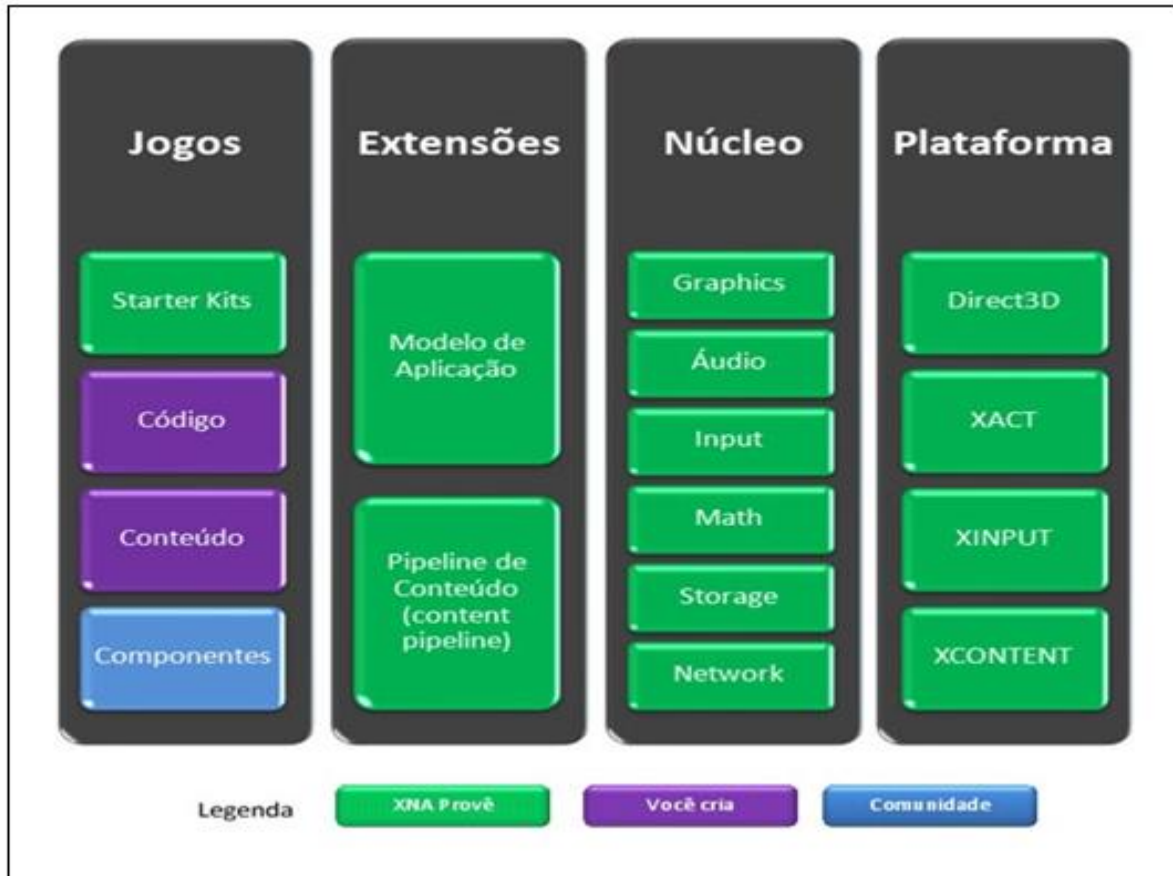 Jogos
Starter Kits
Código
Conteúdo
Componentes
Extensões
Modelo de
Aplicação
Pipeline de
Conteúdo
(content
pipeline)
Núcleo
Graphics
Áudio
Input
Math
Storage
Network
Plataforma
Direct3D
XACT
XINPUT
XCONTENT
Legenda
XNA Provê
Você cria
Comunidade